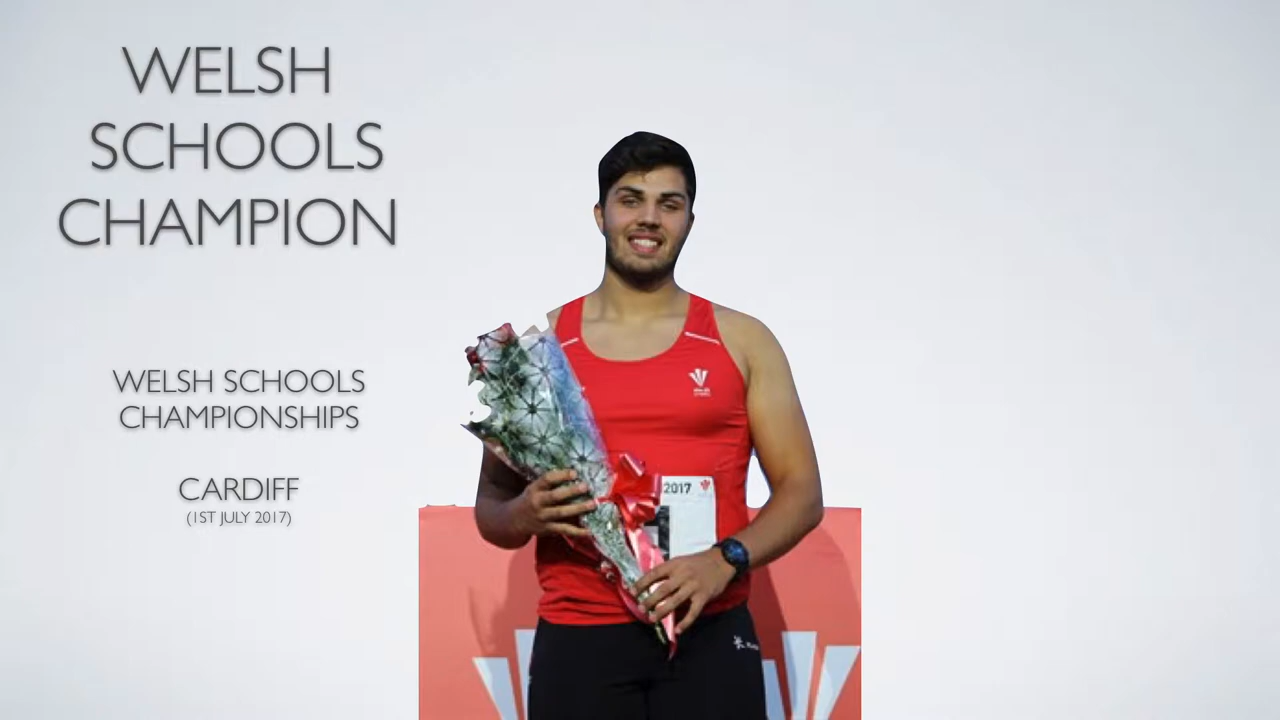 WELSH
SCHOOLS
CHAMPION
WELSH SCHOOLS
CHAMPIONSHIPS
CARDIFF
(1ST JULY 2017)
2017